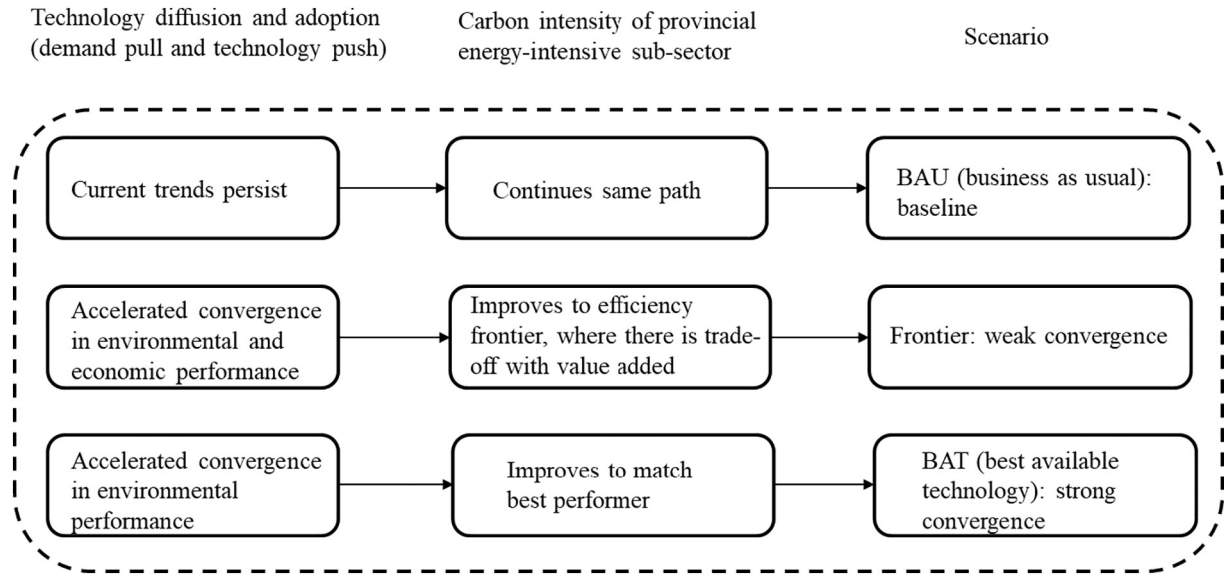 Technology diffusion and adoption
(demand pull and technology push)
Carbon intensity of provincial
energy-intensive sub-sector
Scenario
Current trends persist
Continues same path
BAU (business as usual):
baseline
Accelerated convergence
in environmental and
economic performance
Improves to efficiency
frontier, where there is trade-
off with value added
Frontier: weak convergence
Accelerated convergence
in environmental
performance
Improves to match
best performer
BAT (best available
technology): strong
convergence